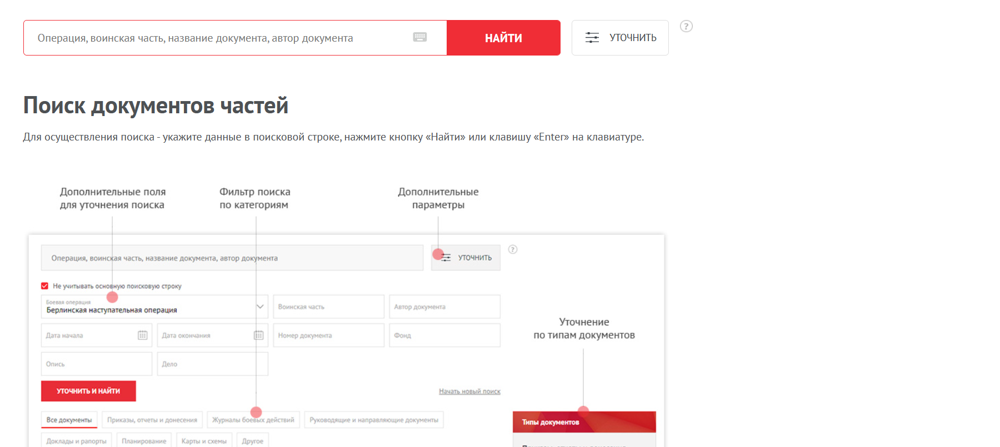 Операция, воинская часть, название документа, автор документа
НАЙТИ
УТОЧНИТЬ
?
Поиск документов частей
Для осуществления поиска - укажите данные в поисковой строке, нажмите кнопку «Найти» или клавишу «Enter» на клавиатуре.
Дополнительные поля
для уточнения поиска
Фильтр поиска
по категориям
Дополнительные
параметры
Операция, воинская часть, название документа, автор документа
УТОЧНИТЬ
?
Не учитывать основную поисковую строку
Боевая операция
Берлинская наступательная операция
Воинская часть
Автор документа
Дата начала
Дата окончания
Номер документа
Фонд
Уточнение
по типам документов
Опись
Дело
УТОЧНИТЬ И НАЙТИ
Начать новый поиск
Все документы
Приказы, отчеты и донесения
Журналы боевых действий
Руководящие и направляющие документы
Типы документов
Доклады и рапорты
Планирование
Карты и схемы
Другое